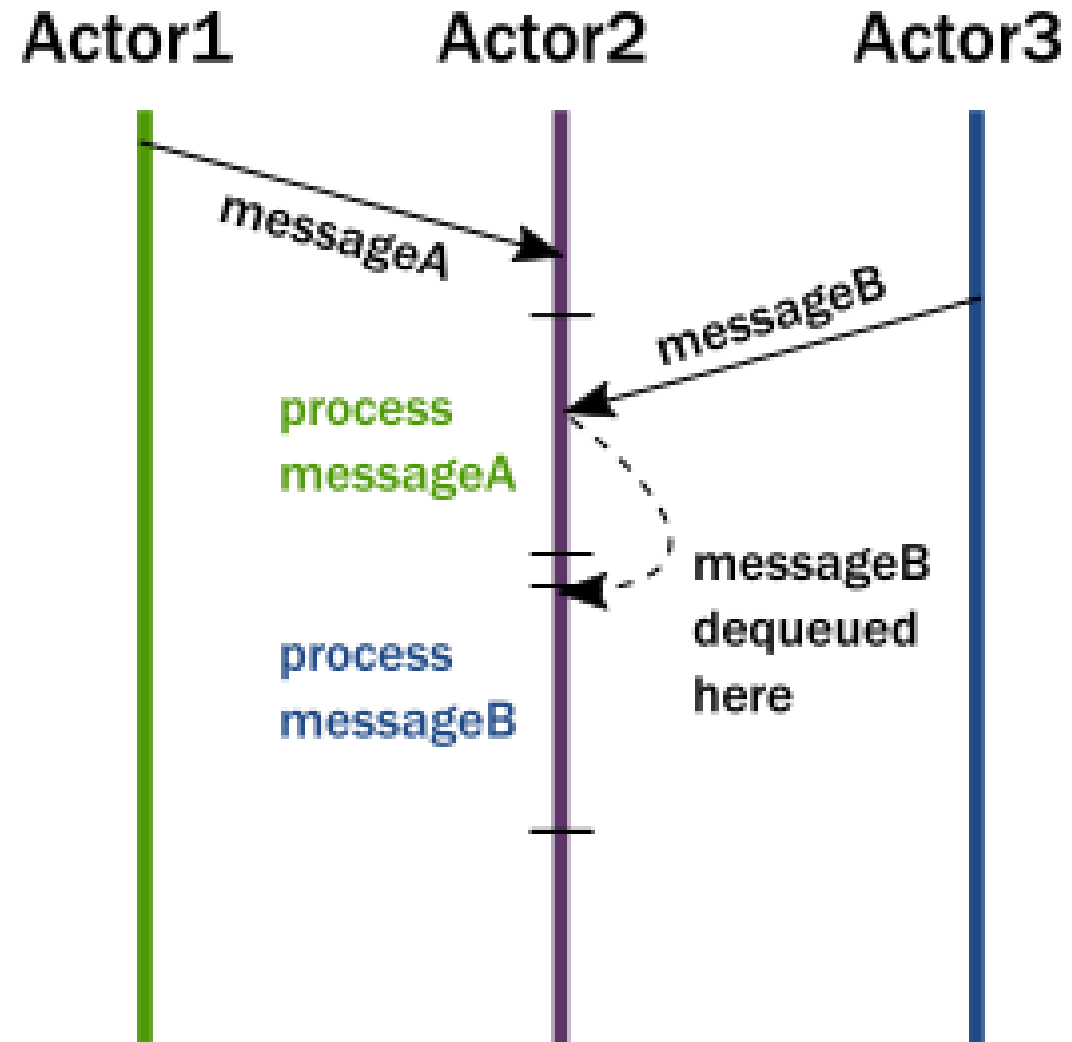 Actor1
Actor2
Actor3
messageA
messageB
process
messageA
messageB
dequeued
here
process
messageB